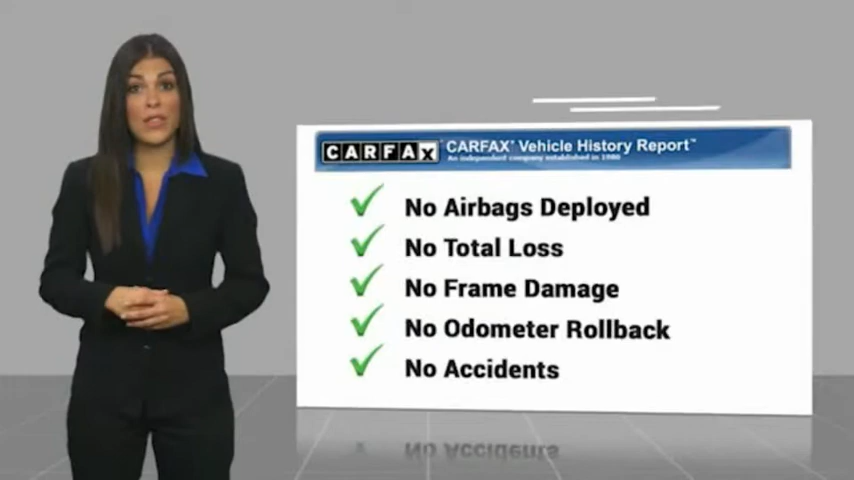 CARFAX CARFAX Vehicle History Report™
An independent company established in 1986
No Airbags Deployed
No Total Loss
No Frame Damage
No Odometer Rollback
No Accidents